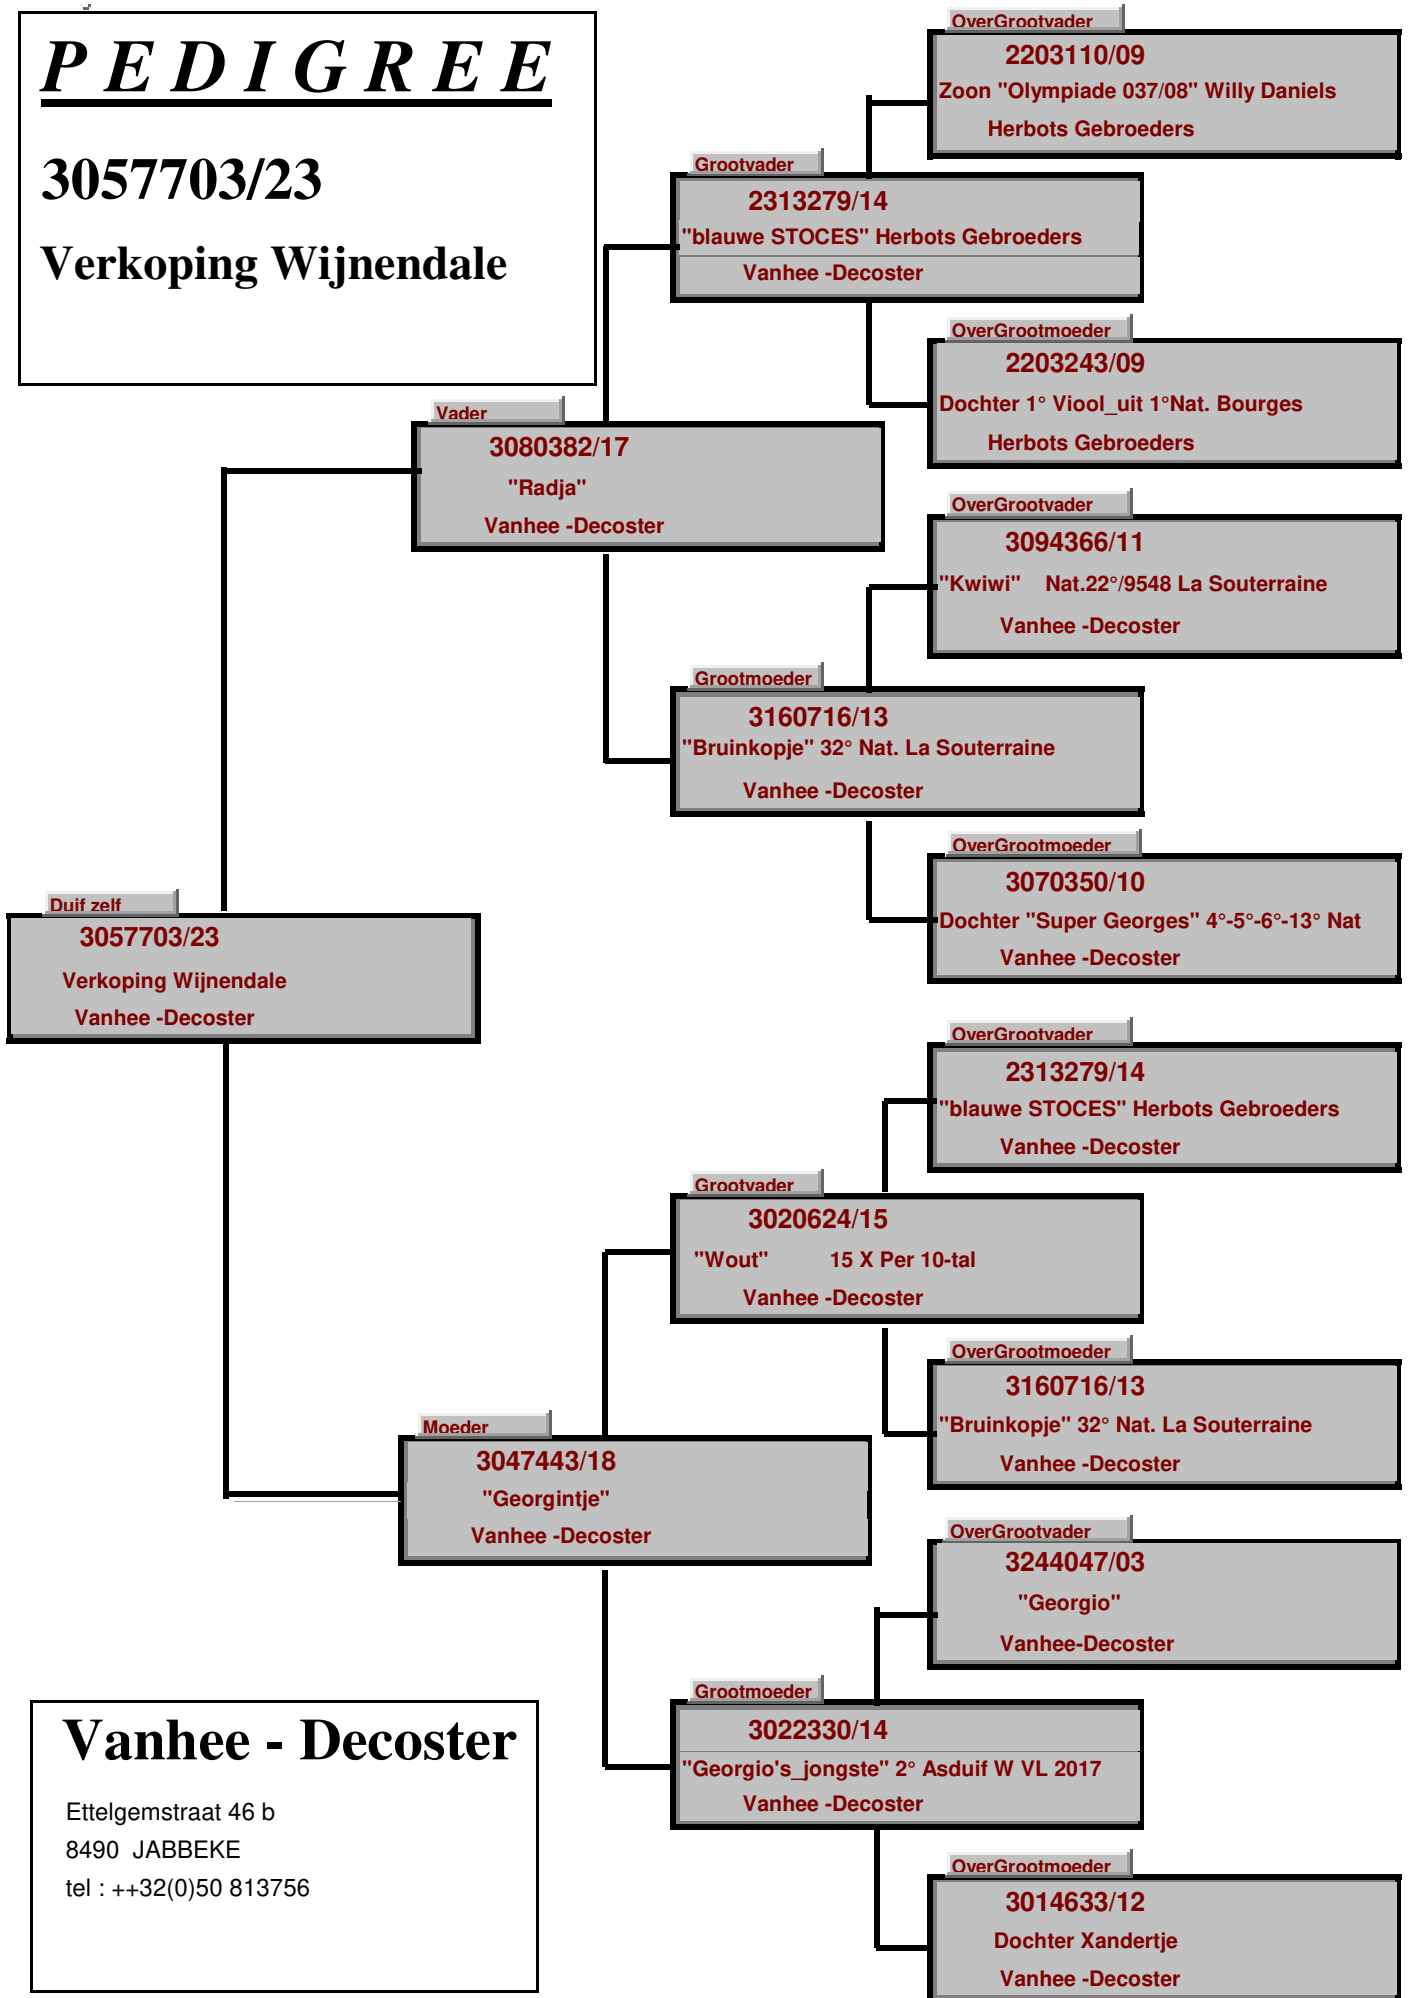 P E D I G R E E
3057703/23
Verkoping Wijnendale
OverGrootvader
2203110/09
Zoon "Olympiade 037/08" Willy Daniels
Herbots Gebroeders
Grootvader
2313279/14
"blauwe STOCES" Herbots Gebroeders
Vanhee -Decoster
OverGrootmoeder
2203243/09
Dochter 1° Viool_uit 1°Nat. Bourges
Herbots Gebroeders
Vader
3080382/17
"Radja"
Vanhee -Decoster
OverGrootvader
3094366/11
"Kwiwi" Nat.22°/9548 La Souterraine
Vanhee -Decoster
Grootmoeder
3160716/13
"Bruinkopje" 32° Nat. La Souterraine
Vanhee -Decoster
OverGrootmoeder
3070350/10
Dochter "Super Georges" 4°-5°-6°-13° Nat
Vanhee -Decoster
Duif zelf
3057703/23
Verkoping Wijnendale
Vanhee -Decoster
OverGrootvader
2313279/14
"blauwe STOCES" Herbots Gebroeders
Vanhee -Decoster
Grootvader
3020624/15
"Wout" 15 X Per 10-tal
Vanhee -Decoster
OverGrootmoeder
3160716/13
"Bruinkopje" 32° Nat. La Souterraine
Vanhee -Decoster
Moeder
3047443/18
"Georgintje"
Vanhee -Decoster
OverGrootvader
3244047/03
"Georgio"
Vanhee-Decoster
Grootmoeder
3022330/14
"Georgio's_jongste" 2° Asduif W VL 2017
Vanhee -Decoster
OverGrootmoeder
3014633/12
Dochter Xandertje
Vanhee -Decoster
Vanhee - Decoster
Ettelgemstraat 46 b
8490 JABBEKE
tel : ++32(0)50 813756